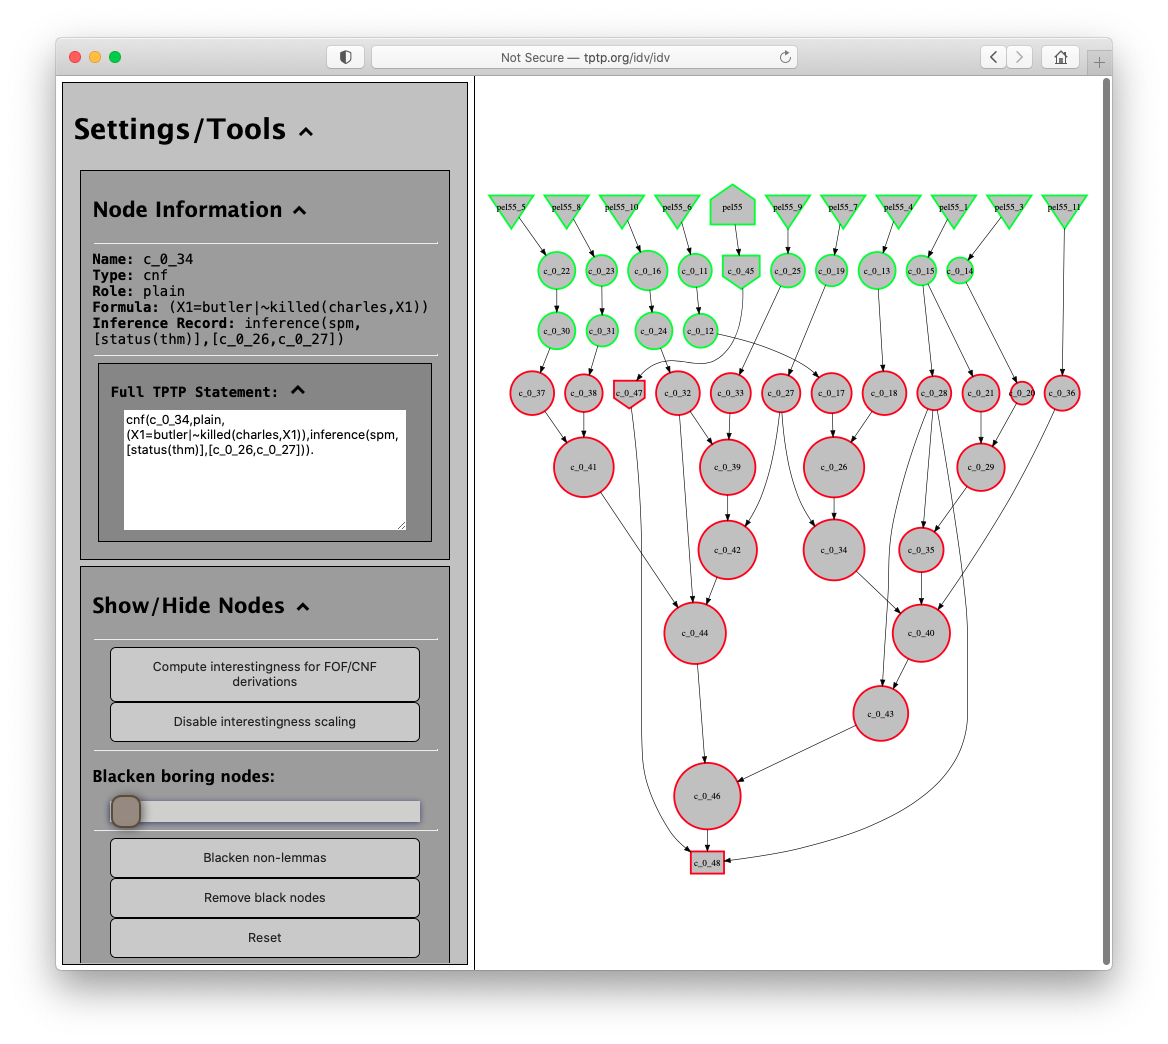 Not Secure — tptp.org/idv/idv
Settings/Tools
Node Information
Name: c_0_34
Type: cnf
Role: plain
Formula: (X1=butler|~killed(charles,X1))
Inference Record: inference(spm,
[status(thm)],[c_0_26,c_0_27])
Full TPTP Statement:
cnf(c_0_34,plain,
(X1=butler|~killed(charles,X1)),inference(spm,
[status(thm)],[c_0_26,c_0_27])).
Show/Hide Nodes
Compute interestingness for FOF/CNF
derivations
Disable interestingness scaling
Blacken boring nodes:
Blacken non-lemmas
Remove black nodes
Reset
pel55_5 pel55_8 pel55_10 pel55_6 pel55 pel55_9 pel55_7 pel55_4 pel55_1 pel55_3 pel55_11
c_0_22 c_0_23 c_0_16 c_0_11 c_0_45 c_0_25 c_0_19 c_0_13 c_0_15 c_0_14
c_0_30 c_0_31 c_0_24 c_0_12
c_0_37 c_0_38 c_0_47 c_0_32 c_0_33 c_0_27 c_0_17 c_0_18 c_0_28 c_0_21 c_0_20 c_0_36
c_0_41 c_0_39 c_0_26 c_0_29
c_0_42 c_0_34 c_0_35
c_0_44 c_0_40
c_0_43
c_0_46
c_0_48